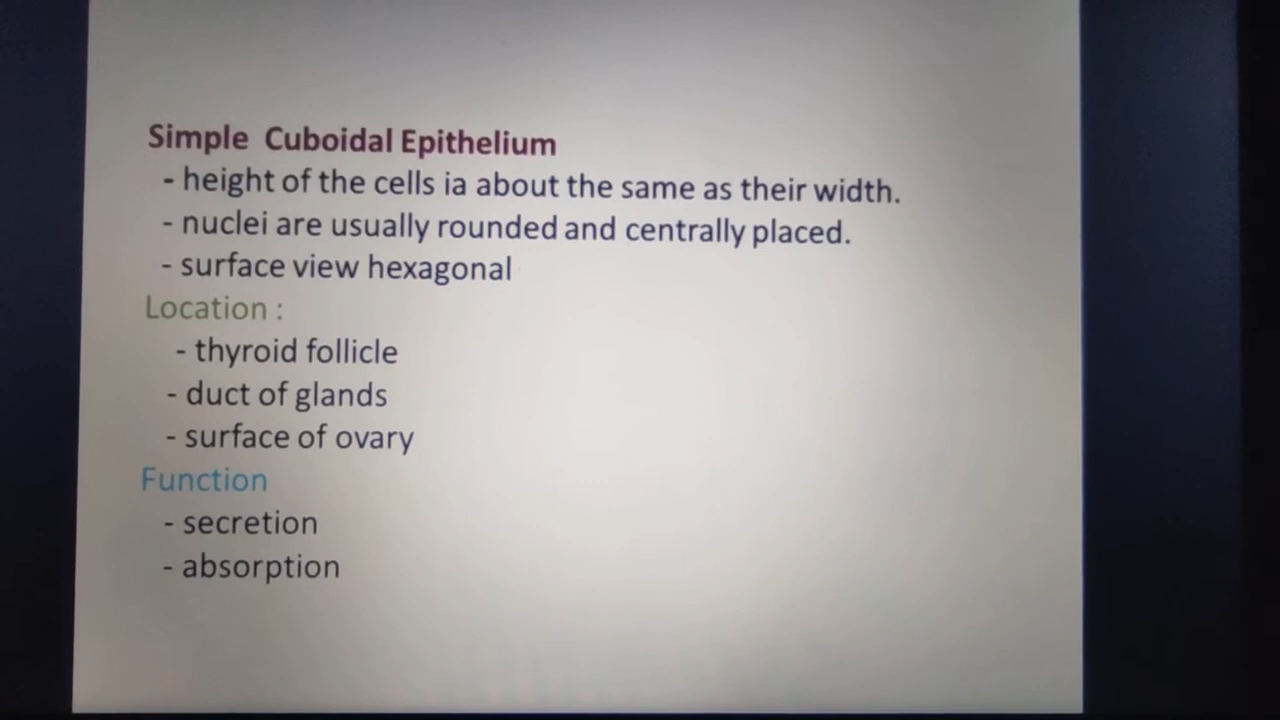 Simple Cuboidal Epithelium
- height of the cells ia about the same as their width.
- nuclei are usually rounded and centrally placed.
- surface view hexagonal
Location :
- thyroid follicle
- duct of glands
- surface of ovary
Function
- secretion
- absorption